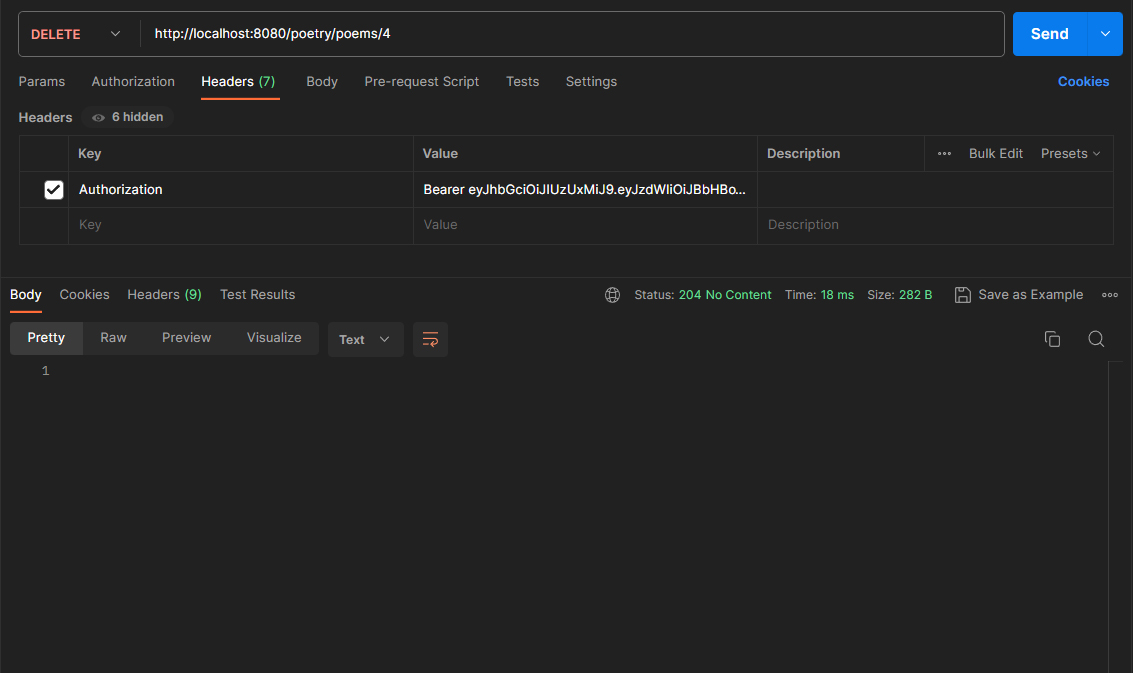 DELETE http://localhost:8080/poetry/poems/4 Send
Params Authorization Headers (7) Body Pre-request Script Tests Settings Cookies
Headers 6 hidden
Key Value Description Bulk Edit Presets
Authorization Bearer eyJhbGciOiJIUzUxMiJ9.eyJzdWIiOiJBbHBo...
Key Value Description
Body Cookies Headers (9) Test Results Status: 204 No Content Time: 18 ms Size: 282 B Save as Example
Pretty Raw Preview Visualize Text
1